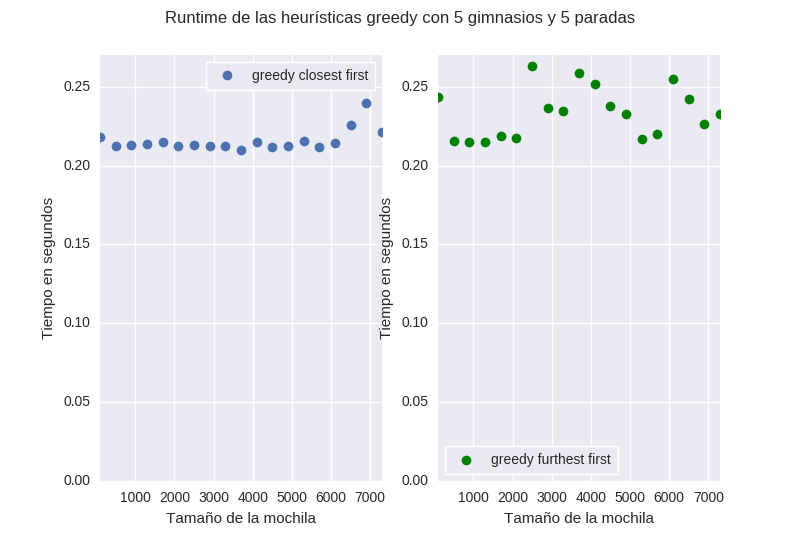 Runtime de las heurísticas greedy con 5 gimnasios y 5 paradas
greedy closest first
0.25
0.20
0.15
0.10
0.05
0.00
Tiempo en segundos
1000 2000 3000 4000 5000 6000 7000
Tamaño de la mochila
0.25
0.20
0.15
0.10
0.05
0.00
Tiempo en segundos
greedy furthest first
1000 2000 3000 4000 5000 6000 7000
Tamaño de la mochila